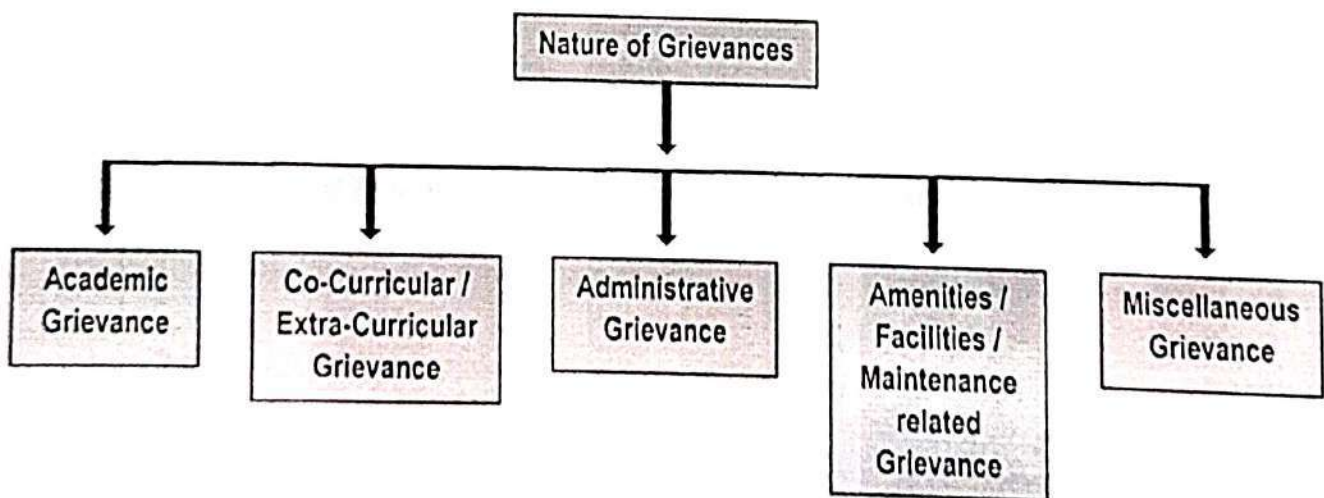 Nature of Grievances
Academic
Grievance
Co-Curricular /
Extra-Curricular
Grievance
Administrative
Grievance
Amenities /
Facilities /
Maintenance
related
Grievance
Miscellaneous
Grievance